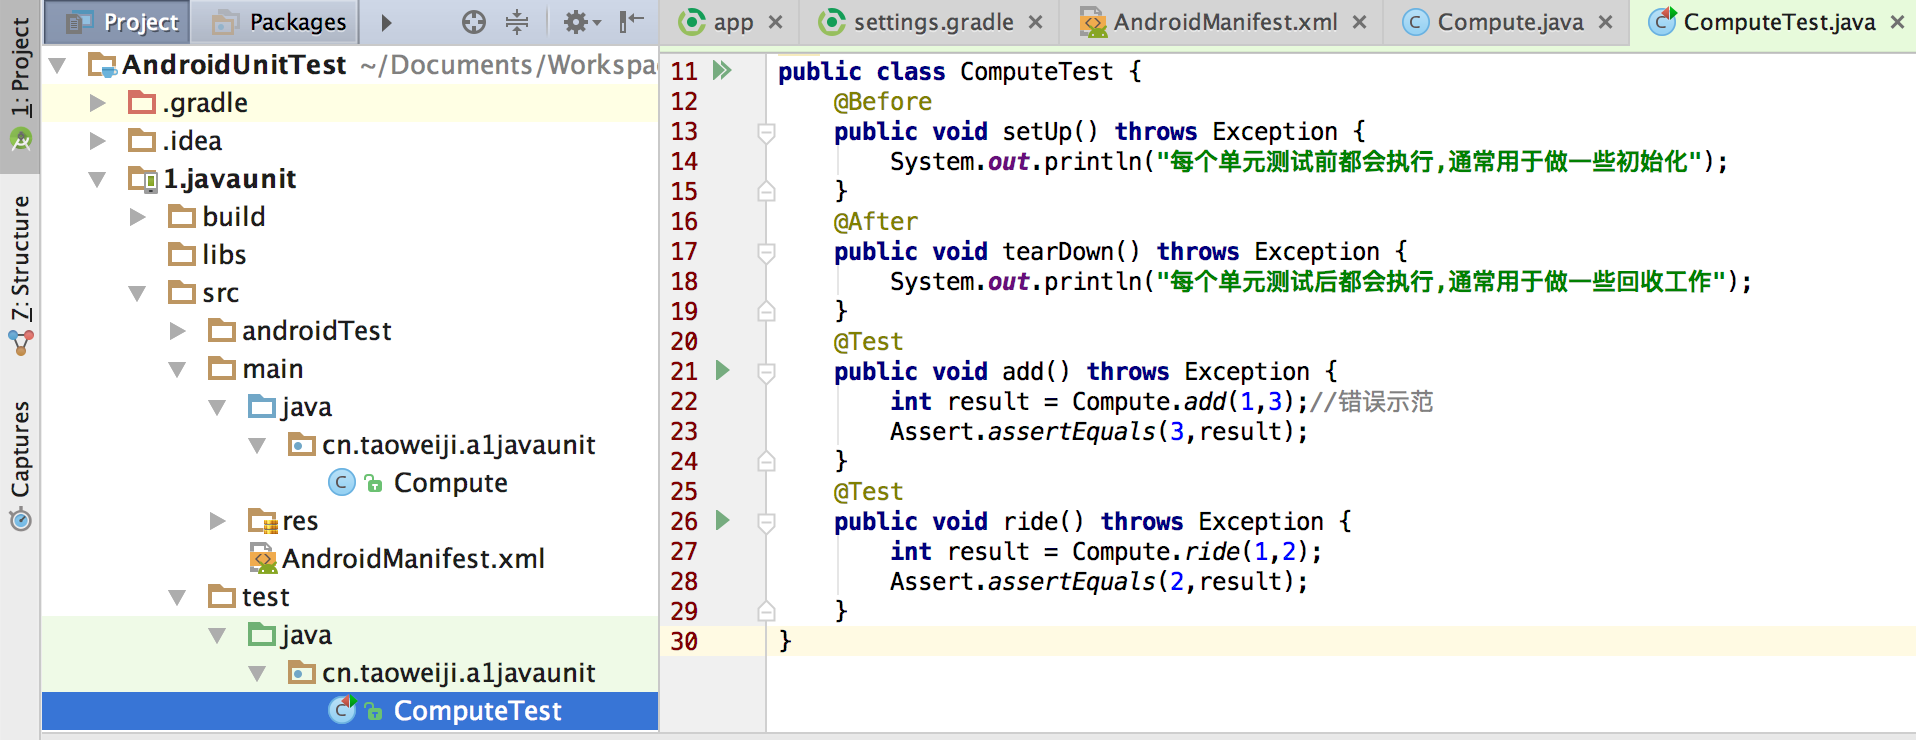 1: Project
7: Structure
Captures
Project Packages
AndroidUnitTest ~/Documents/Workspa
.gradle
.idea
1.javaunit
build
libs
src
androidTest
main
java
cn.taoweiji.a1javaunit
Compute
res
AndroidManifest.xml
test
java
cn.taoweiji.a1javaunit
ComputeTest
app settings.gradle AndroidManifest.xml Compute.java ComputeTest.java
11 public class ComputeTest {
12 @Before
13 public void setUp() throws Exception {
14 System.out.println("每个单元测试前都会执行,通常用于做一些初始化");
15 }
16 @After
17 public void tearDown() throws Exception {
18 System.out.println("每个单元测试后都会执行,通常用于做一些回收工作");
19 }
20 @Test
21 public void add() throws Exception {
22 int result = Compute.add(1,3);//错误示范
23 Assert.assertEquals(3,result);
24 }
25 @Test
26 public void ride() throws Exception {
27 int result = Compute.ride(1,2);
28 Assert.assertEquals(2,result);
29 }
30 }